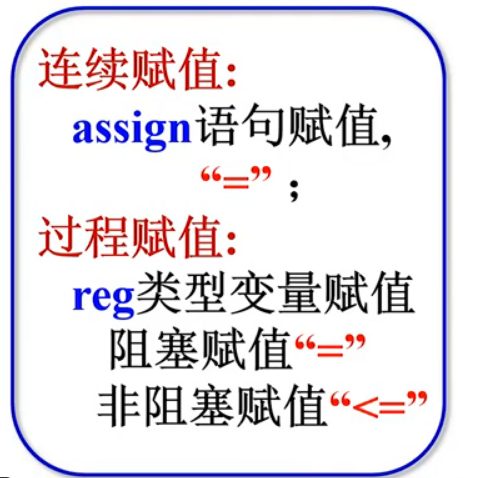 连续赋值:
assign语句赋值,
“=” ;
过程赋值:
reg类型变量赋值
阻塞赋值“=”
非阻塞赋值“<=”